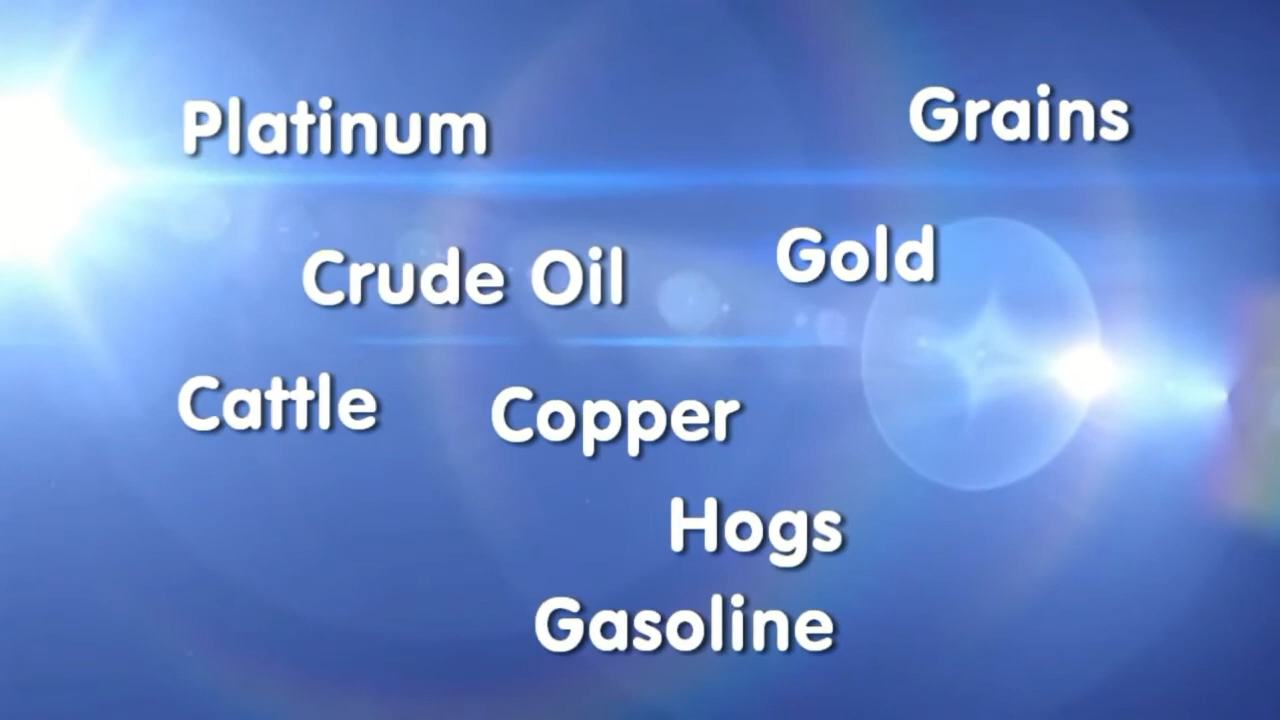 Platinum
Grains
Crude Oil
Gold
Cattle
Copper
Hogs
Gasoline